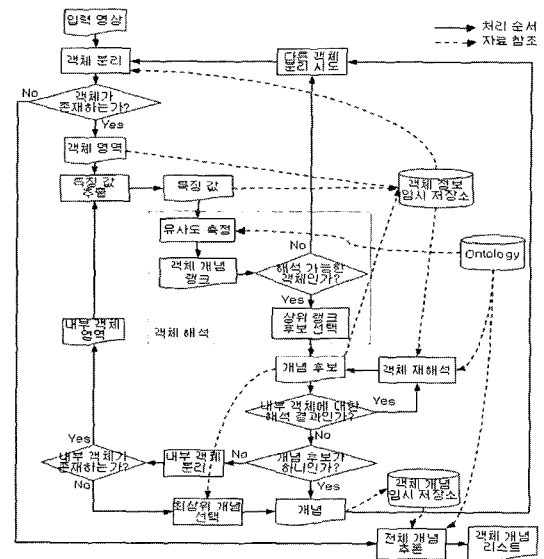 입력 영상
처리 순서
자료 참조
객체 분리
다른 객체
분리 시도
No
객체가
존재하는가?
Yes
객체 영역
특징 값
추출
특징 값
객체 정보
임시 저장소
유사도 측정
No
Ontology
객체 개념
랭크
해석 가능한
객체인가?
Yes
내부 객체
영역
객체 해석
상위 랭크
후보 선택
개념 후보
객체 재해석
내부 객체에 대한
해석 결과인가?
Yes
No
Yes
내부 객체가
존재하는가?
내부 객체
분리
No
개념 후보가
하나인가?
No
Yes
객체 개념
임시 저장소
최상위 개념
선택
개념
전체 개념
추론
객체 개념
리스트